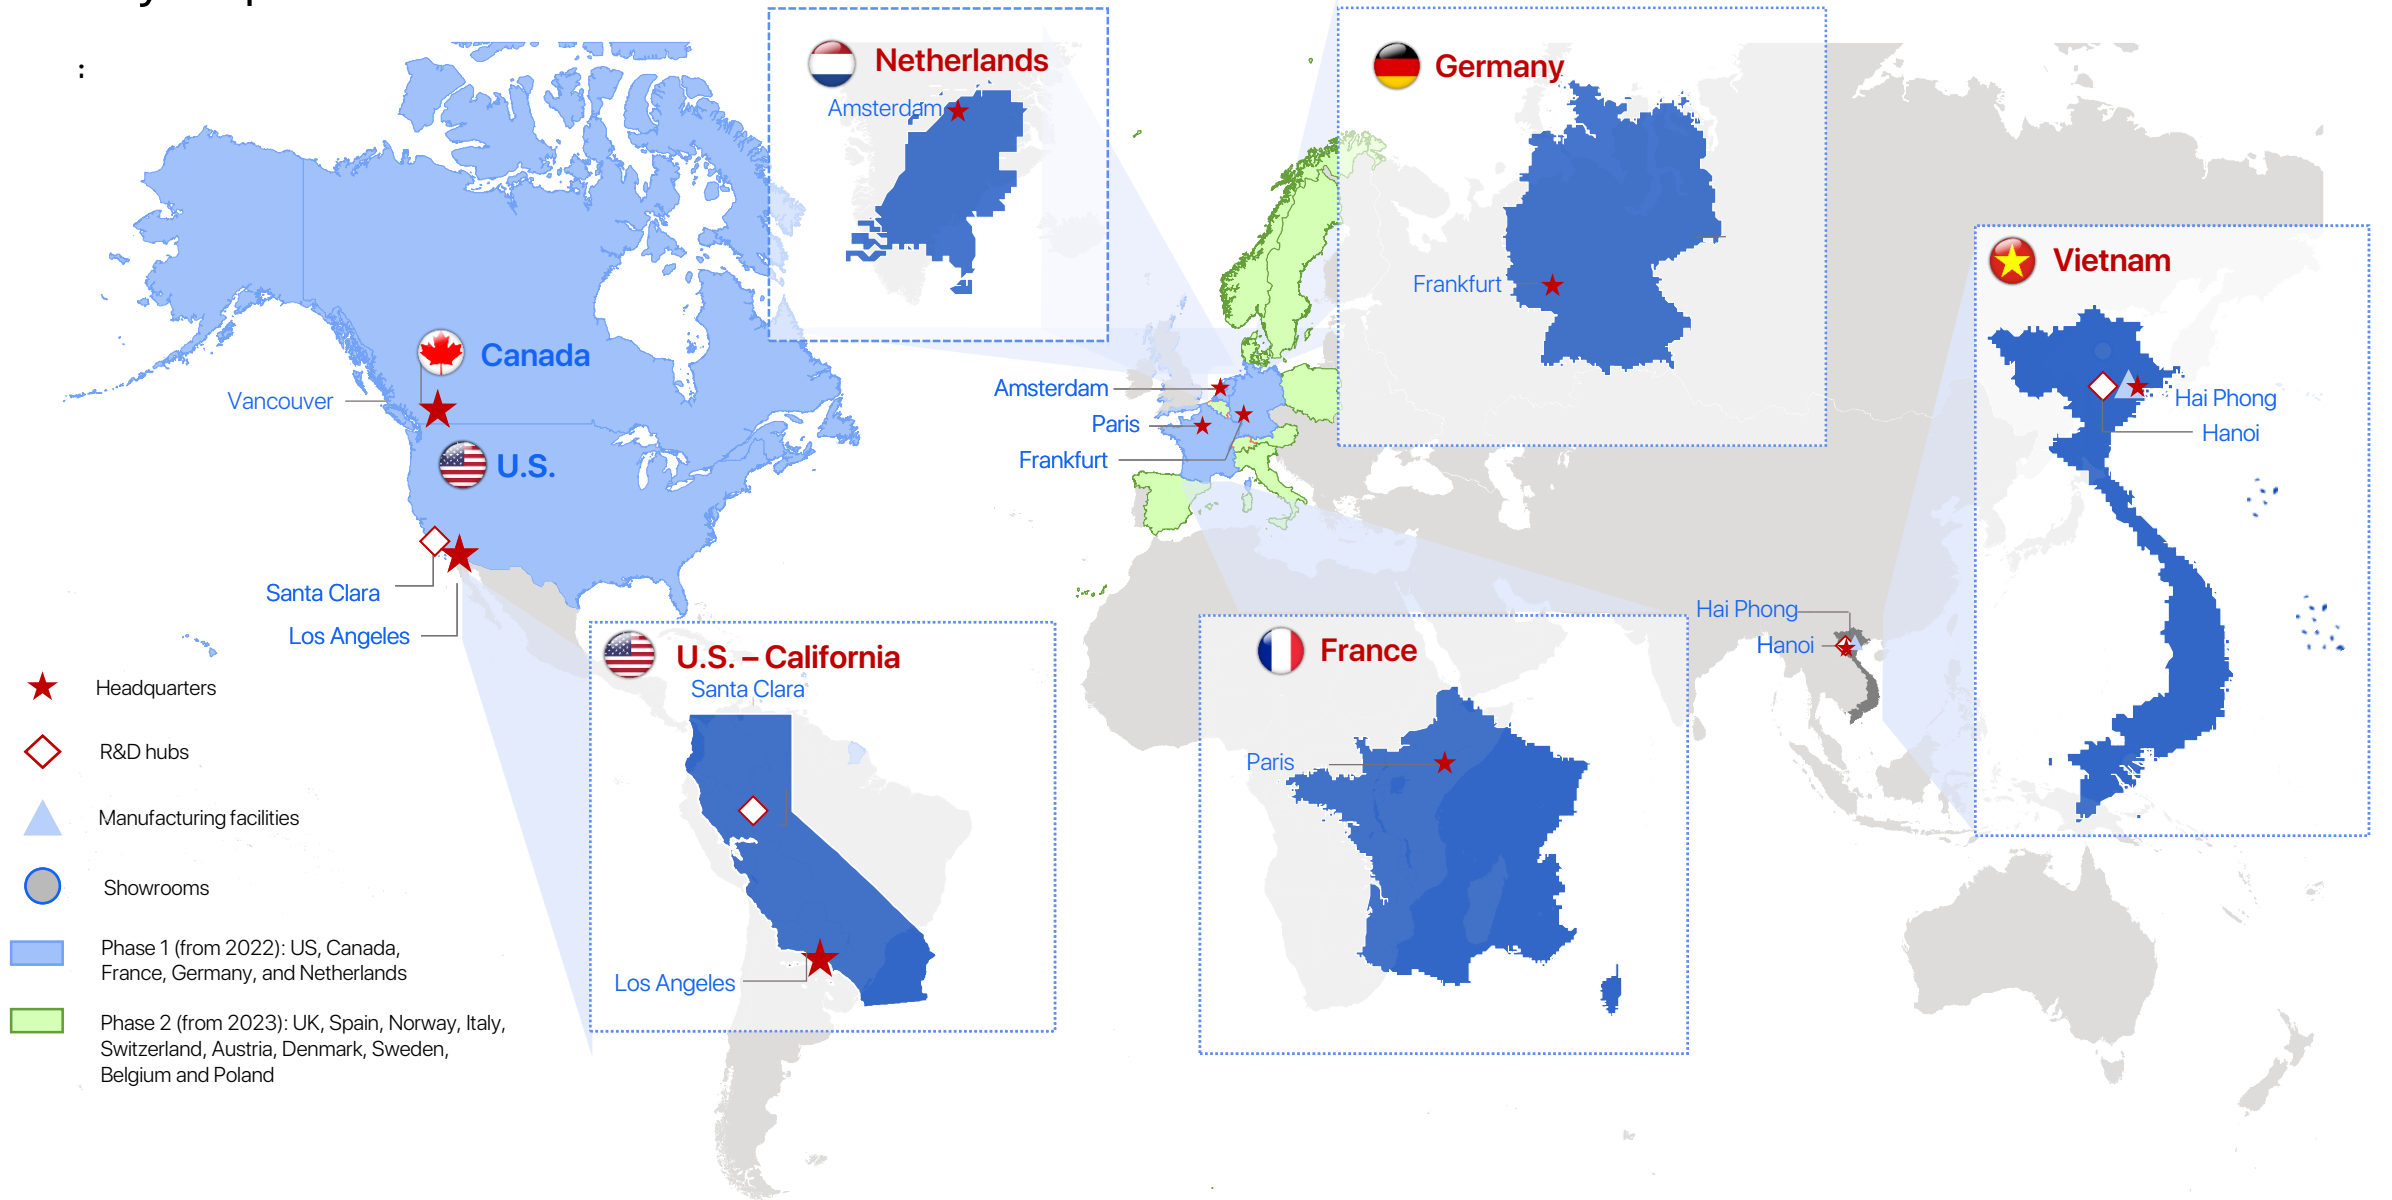 :
Netherlands
Amsterdam
Germany
Frankfurt
Vietnam
Hai Phong
Hanoi
Canada
Vancouver
U.S.
Amsterdam
Paris
Frankfurt
Santa Clara
Los Angeles
Hai Phong
Hanoi
U.S. – California
Santa Clara
Los Angeles
France
Paris
Headquarters
R&D hubs
Manufacturing facilities
Showrooms
Phase 1 (from 2022): US, Canada,
France, Germany, and Netherlands
Phase 2 (from 2023): UK, Spain, Norway, Italy,
Switzerland, Austria, Denmark, Sweden,
Belgium and Poland